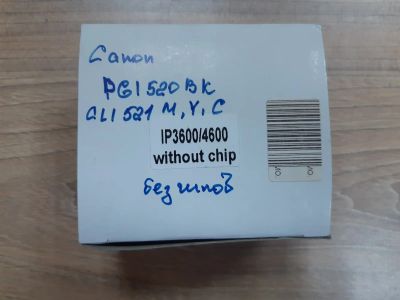 Canon
PGI 520 BK
CLI 521 M, Y, C
IP3600/4600
without chip
без чипов